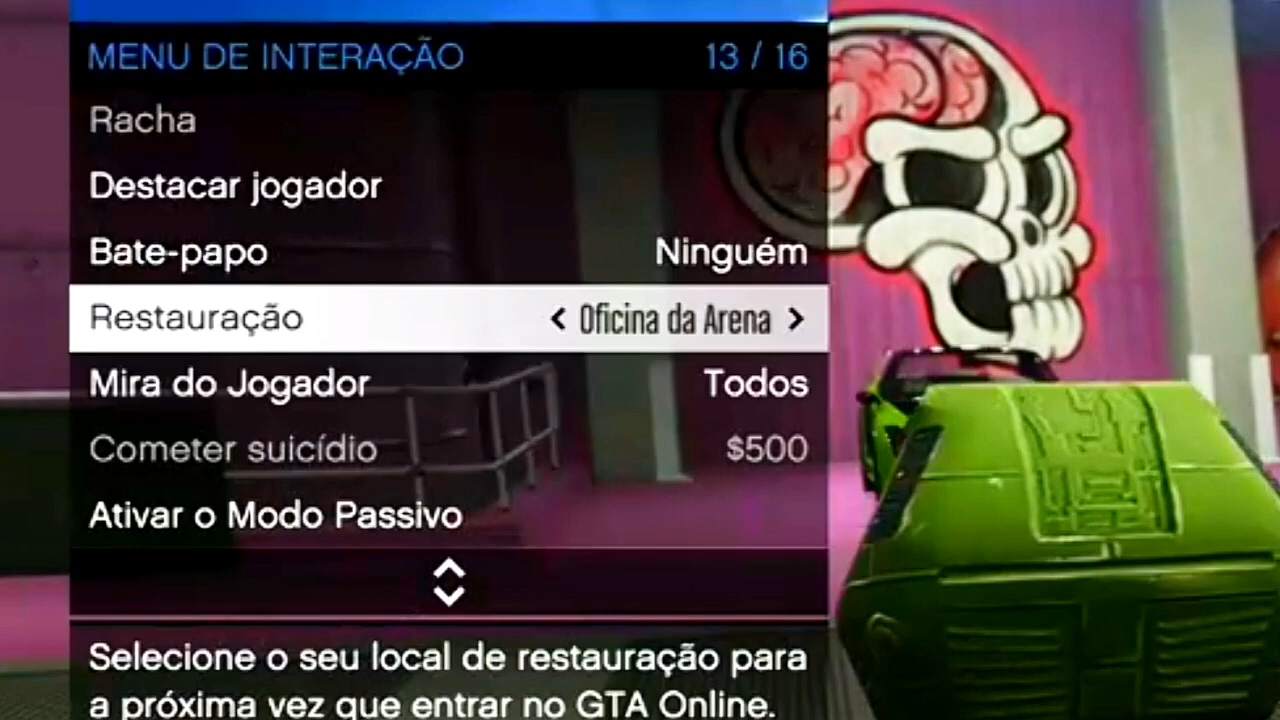 MENU DE INTERAÇÃO 13 / 16
Racha
Destacar jogador
Bate-papo Ninguém
Restauração Oficina da Arena
Mira do Jogador Todos
Cometer suicídio $500
Ativar o Modo Passivo
Selecione o seu local de restauração para
a próxima vez que entrar no GTA Online.